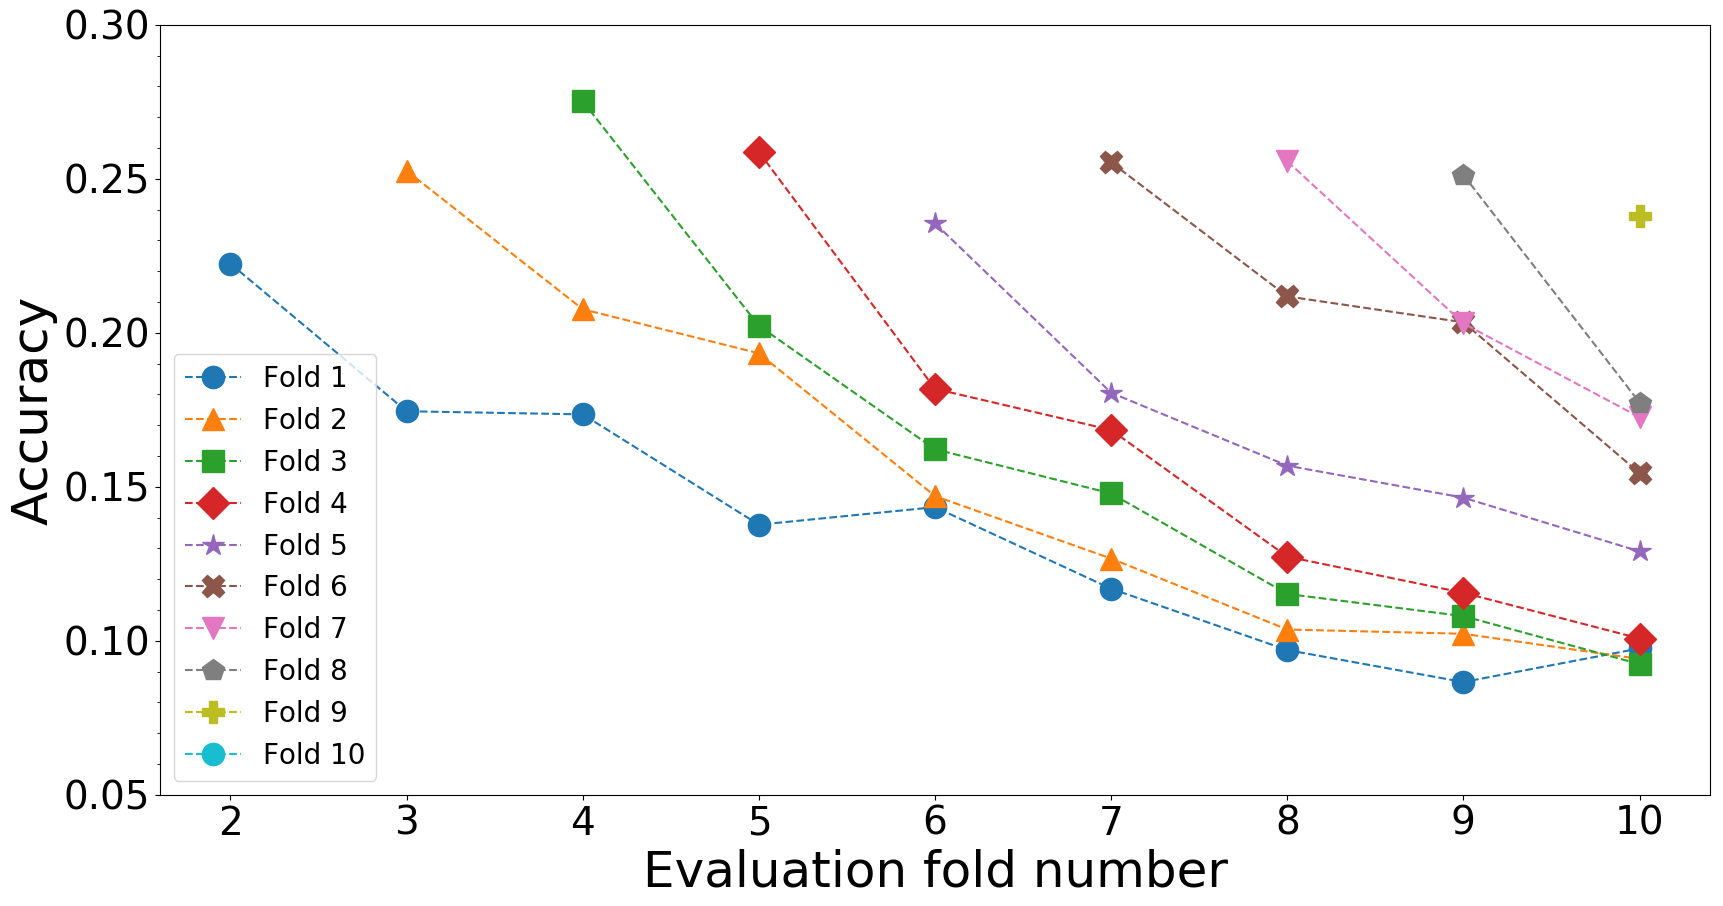 0.30
0.25
0.20
0.15
0.10
0.05
Accuracy
Fold 1
Fold 2
Fold 3
Fold 4
Fold 5
Fold 6
Fold 7
Fold 8
Fold 9
Fold 10
2 3 4 5 6 7 8 9 10
Evaluation fold number